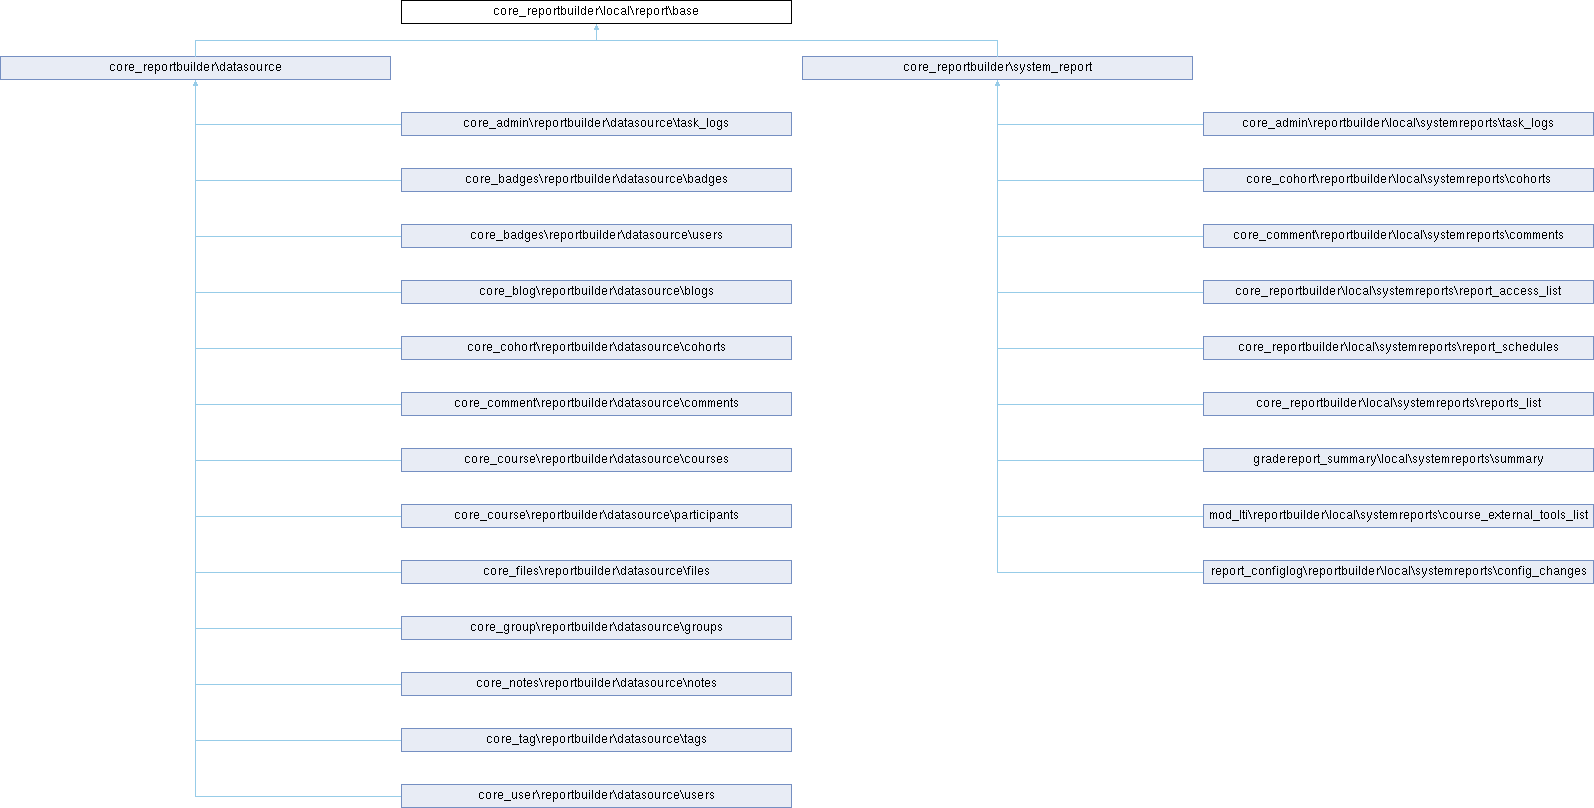 core_reportbuilder\local\report\base
core_reportbuilder\datasource
core_reportbuilder\system_report
core_admin\reportbuilder\datasource\task_logs
core_admin\reportbuilder\local\systemreports\task_logs
core_badges\reportbuilder\datasource\badges
core_cohort\reportbuilder\local\systemreports\cohorts
core_badges\reportbuilder\datasource\users
core_comment\reportbuilder\local\systemreports\comments
core_blog\reportbuilder\datasource\blogs
core_reportbuilder\local\systemreports\report_access_list
core_cohort\reportbuilder\datasource\cohorts
core_reportbuilder\local\systemreports\report_schedules
core_comment\reportbuilder\datasource\comments
core_reportbuilder\local\systemreports\reports_list
core_course\reportbuilder\datasource\courses
gradereport_summary\local\systemreports\summary
core_course\reportbuilder\datasource\participants
mod_lti\reportbuilder\local\systemreports\course_external_tools_list
core_files\reportbuilder\datasource\files
report_configlog\reportbuilder\local\systemreports\config_changes
core_group\reportbuilder\datasource\groups
core_notes\reportbuilder\datasource\notes
core_tag\reportbuilder\datasource\tags
core_user\reportbuilder\datasource\users